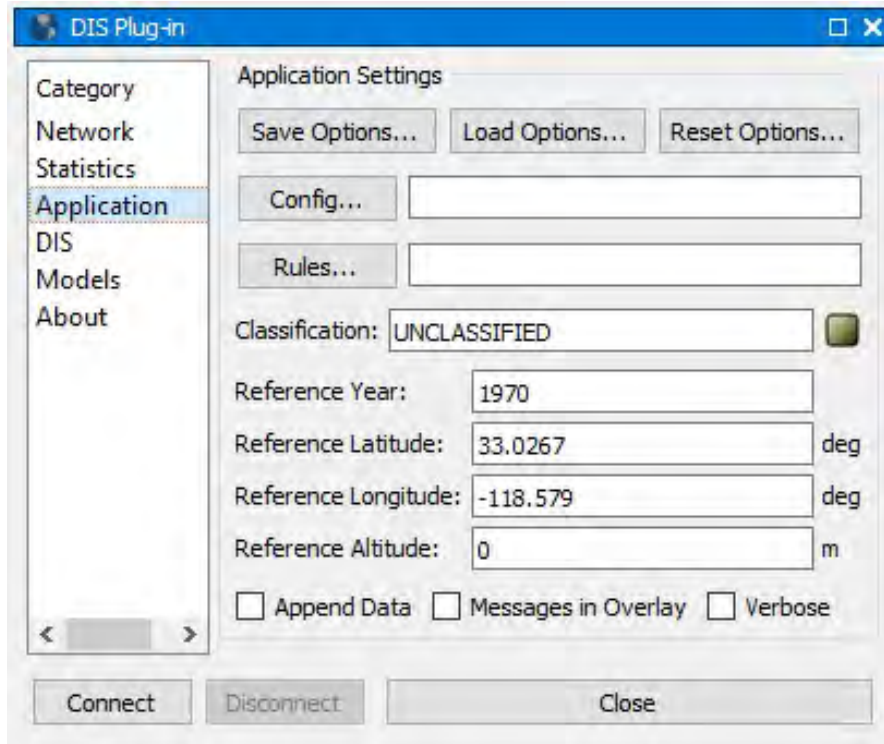 DIS Plug-in
Category
Network
Statistics
Application
DIS
Models
About
Application Settings
Save Options... Load Options... Reset Options...
Config...
Rules...
Classification: UNCLASSIFIED
Reference Year: 1970
Reference Latitude: 33.0267 deg
Reference Longitude: -118.579 deg
Reference Altitude: 0 m
Append Data Messages in Overlay Verbose
Connect Disconnect Close